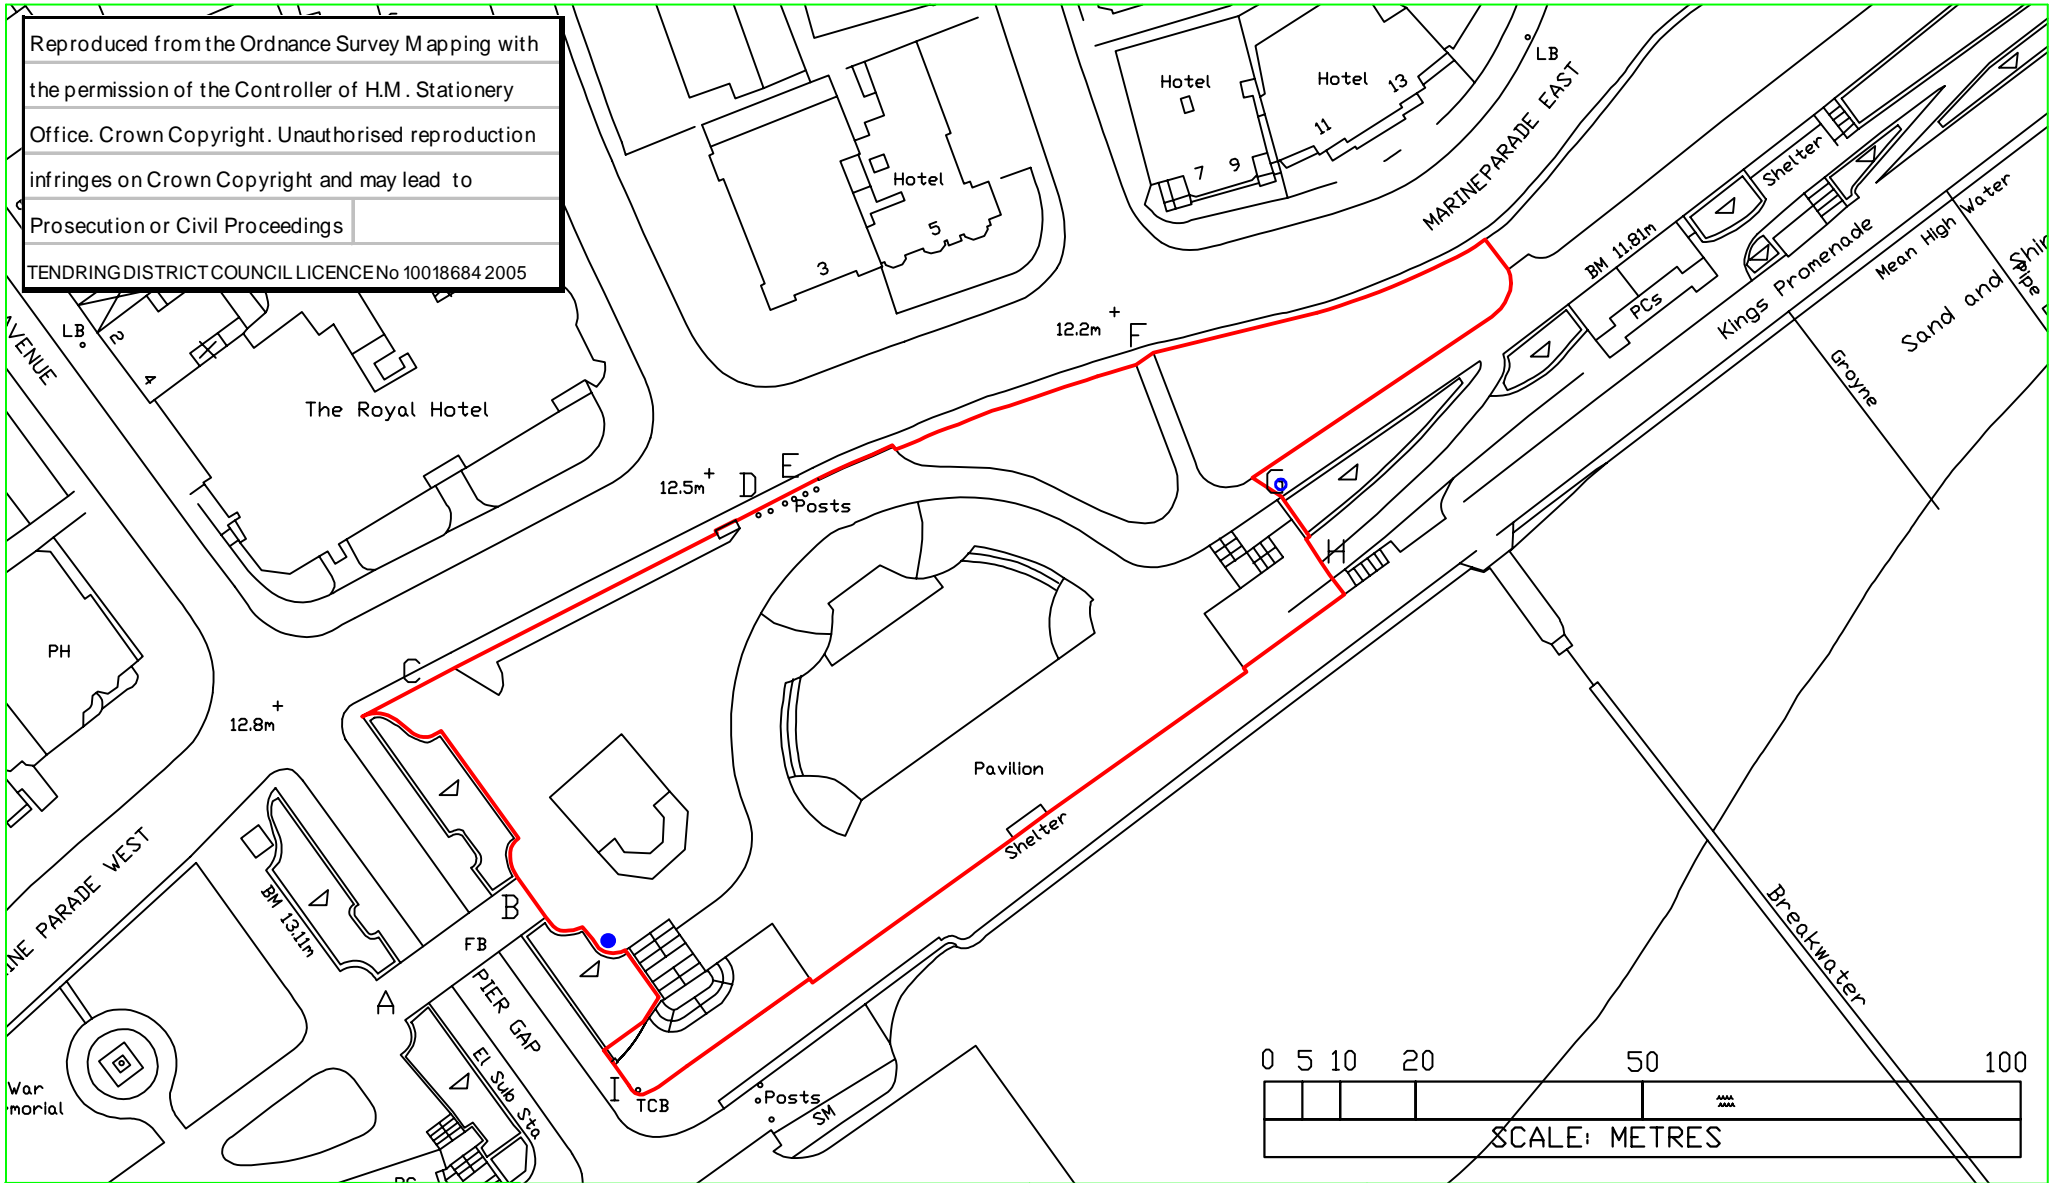 Reproduced from the Ordnance Survey Mapping with
the permission of the Controller of H.M. Stationery
Office. Crown Copyright. Unauthorised reproduction
infringes on Crown Copyright and may lead to
Prosecution or Civil Proceedings
TENDRING DISTRICT COUNCIL LICENCE No 10018684 2005
Hotel
Hotel
13
11
7
9
LB
MARINE PARADE EAST
Shelter
Hotel
5
3
BM 11.81m
PCs
Kings Promenade
Mean High Water
Sand and
Pipe
Groyne
AVENUE
LB
2
4
The Royal Hotel
12.2m
F
12.5m
D
E
Posts
G
H
PH
C
12.8m
Pavilion
Shelter
BM 13.11m
B
FB
A
PIER GAP
El Sub Sta
I
TCB
Posts
SM
Breakwater
War
0 5 10 20 50 100
SCALE: METRES